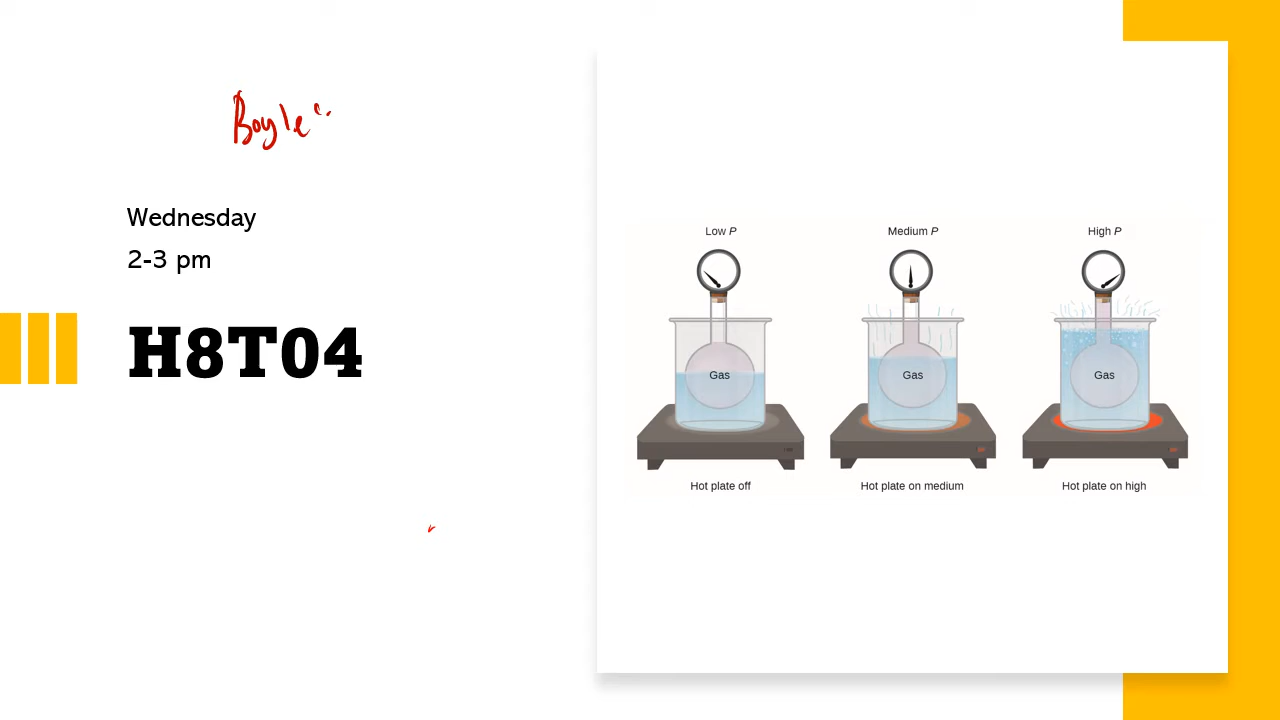 Boyle's
Wednesday
2-3 pm
H8T04
Low P
Medium P
High P
Gas
Gas
Gas
Hot plate off
Hot plate on medium
Hot plate on high